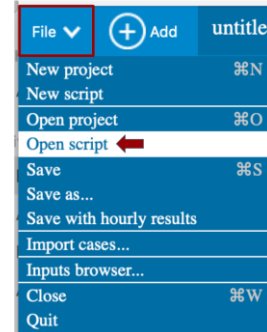 File Add untitle
New project ⌘N
New script
Open project ⌘O
Open script
Save ⌘S
Save as...
Save with hourly results
Import cases...
Inputs browser...
Close ⌘W
Quit